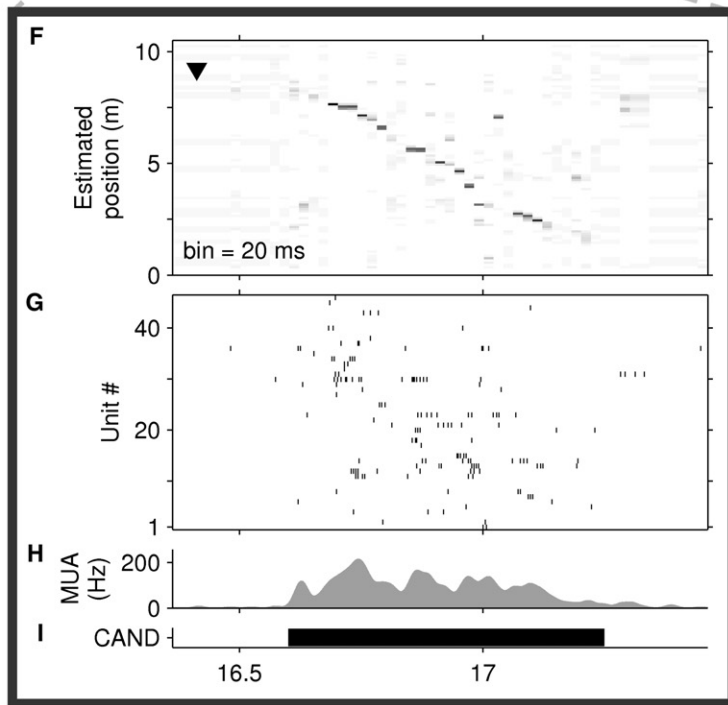 F
10
5
0
Estimated
position (m)
bin = 20 ms
G
40
20
1
Unit #
H
200
0
MUA
(Hz)
I
CAND
16.5
17